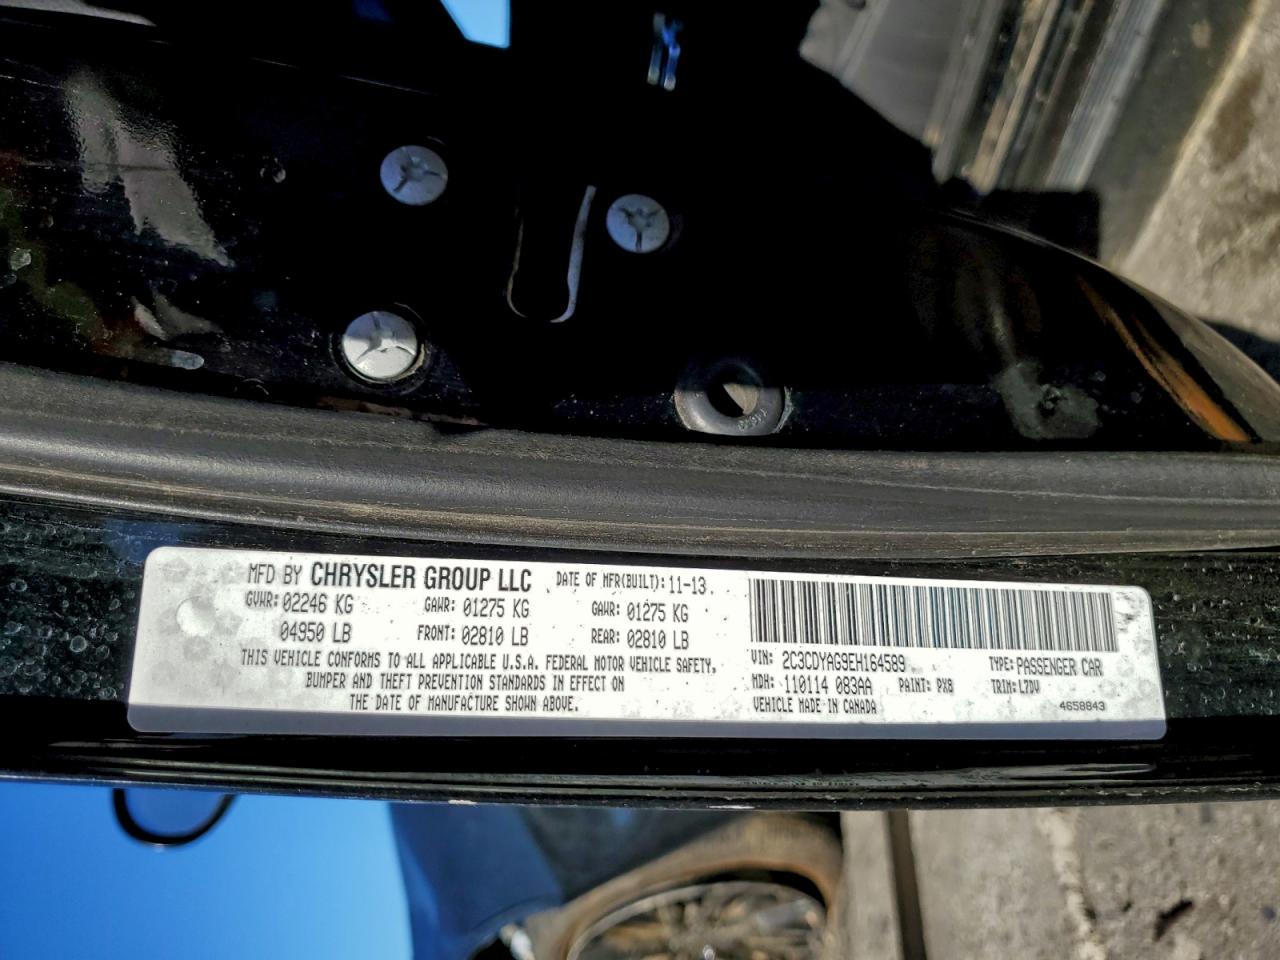 MFD BY CHRYSLER GROUP LLC DATE OF MFR(BUILT): 11-13
GVWR: 02246 KG GAWR: 01275 KG GAWR: 01275 KG
04950 LB FRONT: 02810 LB REAR: 02810 LB
THIS VEHICLE CONFORMS TO ALL APPLICABLE U.S.A. FEDERAL MOTOR VEHICLE SAFETY,
BUMPER AND THEFT PREVENTION STANDARDS IN EFFECT ON
THE DATE OF MANUFACTURE SHOWN ABOVE.
VIN: 2C3CDYAG9EH164589 TYPE: PASSENGER CAR
MDH: 110114 083AA PAINT: PX8 TRIM: L7DV
VEHICLE MADE IN CANADA 4658843